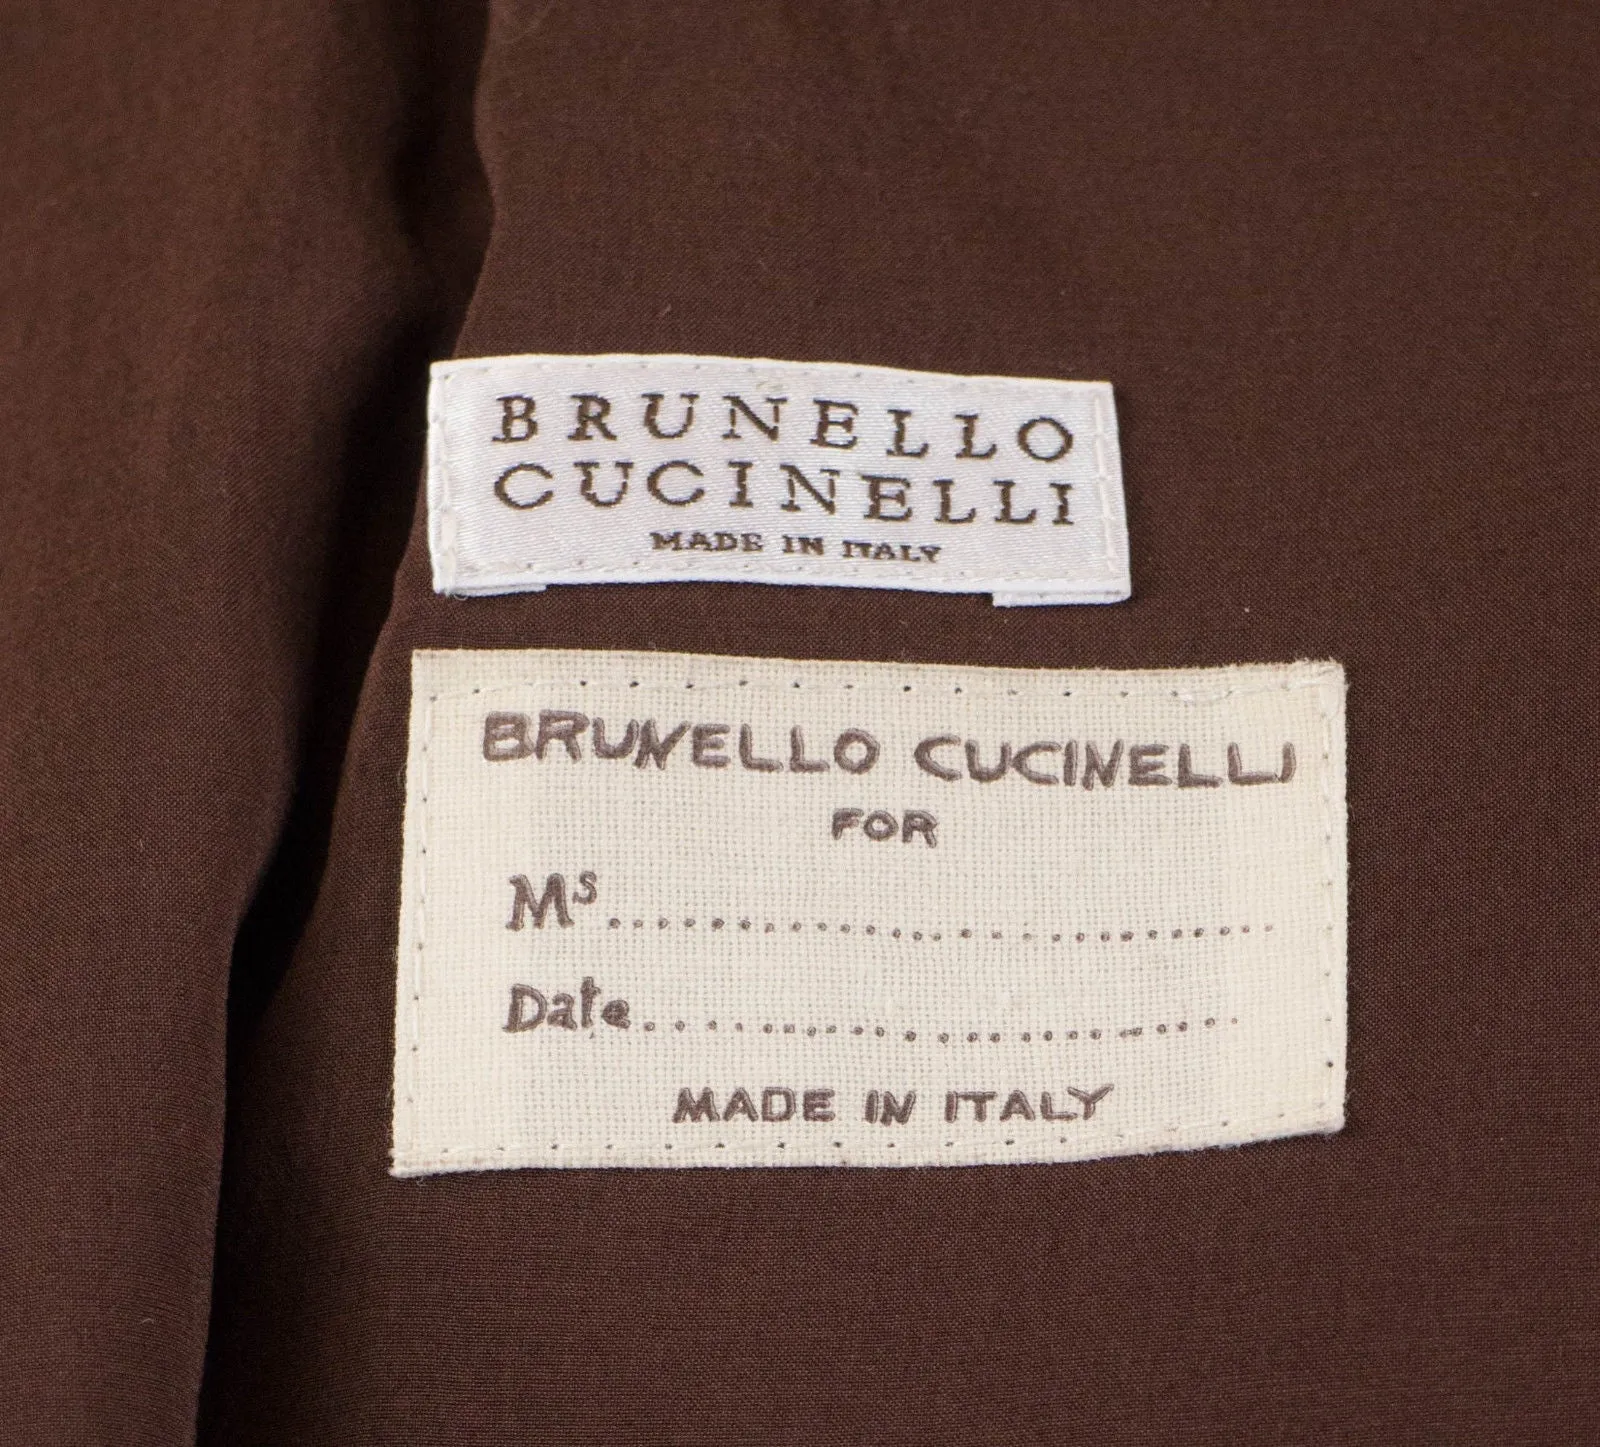 BRUNELLO
CUCINELLI
MADE IN ITALY
BRUNELLO CUCINELLI
FOR
Ms..............................
Date..............................
MADE IN ITALY